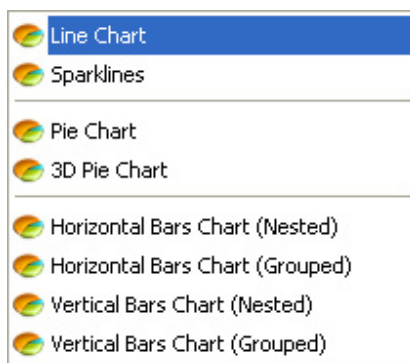 Line Chart
Sparklines
Pie Chart
3D Pie Chart
Horizontal Bars Chart (Nested)
Horizontal Bars Chart (Grouped)
Vertical Bars Chart (Nested)
Vertical Bars Chart (Grouped)